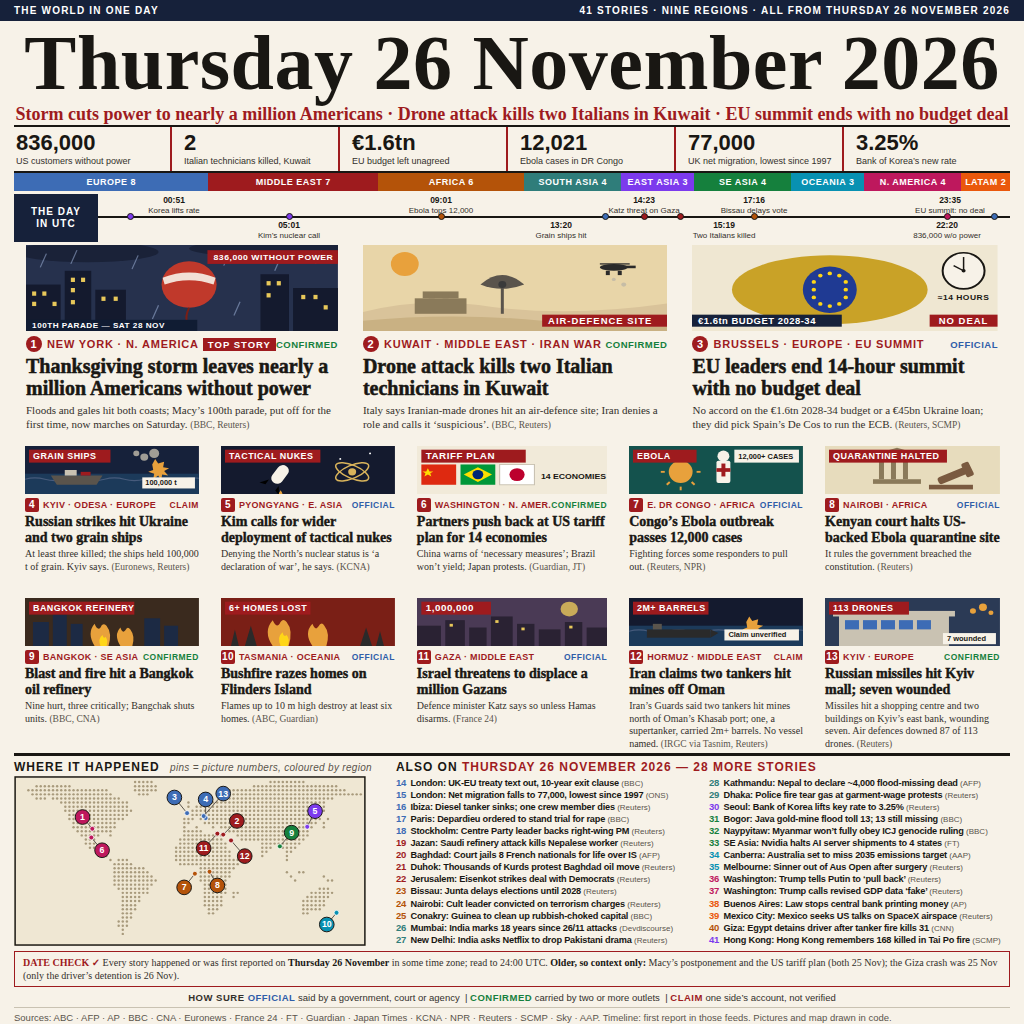 THE WORLD IN ONE DAY
41 STORIES · NINE REGIONS · ALL FROM THURSDAY 26 NOVEMBER 2026
Thursday 26 November 2026
Storm cuts power to nearly a million Americans · Drone attack kills two Italians in Kuwait · EU summit ends with no budget deal
836,000
US customers without power
2
Italian technicians killed, Kuwait
€1.6tn
EU budget left unagreed
12,021
Ebola cases in DR Congo
77,000
UK net migration, lowest since 1997
3.25%
Bank of Korea's new rate
EUROPE 8
MIDDLE EAST 7
AFRICA 6
SOUTH ASIA 4
EAST ASIA 3
SE ASIA 4
OCEANIA 3
N. AMERICA 4
LATAM 2
THE DAY
IN UTC
00:51
Korea lifts rate
05:01
Kim's nuclear call
09:01
Ebola tops 12,000
13:20
Grain ships hit
14:23
Katz threat on Gaza
15:19
Two Italians killed
17:16
Bissau delays vote
22:20
836,000 w/o power
23:35
EU summit: no deal
836,000 WITHOUT POWER
100TH PARADE — SAT 28 NOV
1 NEW YORK · N. AMERICA TOP STORY CONFIRMED
Thanksgiving storm leaves nearly a
million Americans without power
Floods and gales hit both coasts; Macy's 100th parade, put off for the
first time, now marches on Saturday. (BBC, Reuters)
AIR-DEFENCE SITE
2 KUWAIT · MIDDLE EAST · IRAN WAR CONFIRMED
Drone attack kills two Italian
technicians in Kuwait
Italy says Iranian-made drones hit an air-defence site; Iran denies a
role and calls it 'suspicious'. (BBC, Reuters)
≈14 HOURS
€1.6tn BUDGET 2028-34
NO DEAL
3 BRUSSELS · EUROPE · EU SUMMIT OFFICIAL
EU leaders end 14-hour summit
with no budget deal
No accord on the €1.6tn 2028-34 budget or a €45bn Ukraine loan;
they did pick Spain's De Cos to run the ECB. (Reuters, SCMP)
GRAIN SHIPS
100,000 t
4 KYIV · ODESA · EUROPE CLAIM
Russian strikes hit Ukraine
and two grain ships
At least three killed; the ships held 100,000
t of grain. Kyiv says. (Euronews, Reuters)
TACTICAL NUKES
5 PYONGYANG · E. ASIA OFFICIAL
Kim calls for wider
deployment of tactical nukes
Denying the North's nuclear status is 'a
declaration of war', he says. (KCNA)
TARIFF PLAN
14 ECONOMIES
6 WASHINGTON · N. AMER. CONFIRMED
Partners push back at US tariff
plan for 14 economies
China warns of 'necessary measures'; Brazil
won't yield; Japan protests. (Guardian, JT)
EBOLA
12,000+ CASES
7 E. DR CONGO · AFRICA OFFICIAL
Congo's Ebola outbreak
passes 12,000 cases
Fighting forces some responders to pull
out. (Reuters, NPR)
QUARANTINE HALTED
8 NAIROBI · AFRICA OFFICIAL
Kenyan court halts US-
backed Ebola quarantine site
It rules the government breached the
constitution. (Reuters)
BANGKOK REFINERY
9 BANGKOK · SE ASIA CONFIRMED
Blast and fire hit a Bangkok
oil refinery
Nine hurt, three critically; Bangchak shuts
units. (BBC, CNA)
6+ HOMES LOST
10 TASMANIA · OCEANIA OFFICIAL
Bushfire razes homes on
Flinders Island
Flames up to 10 m high destroy at least six
homes. (ABC, Guardian)
1,000,000
11 GAZA · MIDDLE EAST OFFICIAL
Israel threatens to displace a
million Gazans
Defence minister Katz says so unless Hamas
disarms. (France 24)
2M+ BARRELS
Claim unverified
12 HORMUZ · MIDDLE EAST CLAIM
Iran claims two tankers hit
mines off Oman
Iran's Guards said two tankers hit mines
north of Oman's Khasab port; one, a
supertanker, carried 2m+ barrels. No vessel
named. (IRGC via Tasnim, Reuters)
113 DRONES
7 wounded
13 KYIV · EUROPE CONFIRMED
Russian missiles hit Kyiv
mall; seven wounded
Missiles hit a shopping centre and two
buildings on Kyiv's east bank, wounding
seven. Air defences downed 87 of 113
drones. (Reuters)
WHERE IT HAPPENED pins = picture numbers, coloured by region
1
2
3
4
5
6
7
8
9
10
11
12
13
ALSO ON THURSDAY 26 NOVEMBER 2026 — 28 MORE STORIES
14 London: UK-EU treaty text out, 10-year exit clause (BBC)
15 London: Net migration falls to 77,000, lowest since 1997 (ONS)
16 Ibiza: Diesel tanker sinks; one crew member dies (Reuters)
17 Paris: Depardieu ordered to stand trial for rape (BBC)
18 Stockholm: Centre Party leader backs right-wing PM (Reuters)
19 Jazan: Saudi refinery attack kills Nepalese worker (Reuters)
20 Baghdad: Court jails 8 French nationals for life over IS (AFP)
21 Duhok: Thousands of Kurds protest Baghdad oil move (Reuters)
22 Jerusalem: Eisenkot strikes deal with Democrats (Reuters)
23 Bissau: Junta delays elections until 2028 (Reuters)
24 Nairobi: Cult leader convicted on terrorism charges (Reuters)
25 Conakry: Guinea to clean up rubbish-choked capital (BBC)
26 Mumbai: India marks 18 years since 26/11 attacks (Devdiscourse)
27 New Delhi: India asks Netflix to drop Pakistani drama (Reuters)
28 Kathmandu: Nepal to declare ~4,000 flood-missing dead (AFP)
29 Dhaka: Police fire tear gas at garment-wage protests (Reuters)
30 Seoul: Bank of Korea lifts key rate to 3.25% (Reuters)
31 Bogor: Java gold-mine flood toll 13; 13 still missing (BBC)
32 Naypyitaw: Myanmar won't fully obey ICJ genocide ruling (BBC)
33 SE Asia: Nvidia halts AI server shipments to 4 states (FT)
34 Canberra: Australia set to miss 2035 emissions target (AAP)
35 Melbourne: Sinner out of Aus Open after surgery (Reuters)
36 Washington: Trump tells Putin to 'pull back' (Reuters)
37 Washington: Trump calls revised GDP data 'fake' (Reuters)
38 Buenos Aires: Law stops central bank printing money (AP)
39 Mexico City: Mexico seeks US talks on SpaceX airspace (Reuters)
40 Giza: Egypt detains driver after tanker fire kills 31 (CNN)
41 Hong Kong: Hong Kong remembers 168 killed in Tai Po fire (SCMP)
DATE CHECK ✓ Every story happened or was first reported on Thursday 26 November in some time zone; read to 24:00 UTC. Older, so context only: Macy's postponement and the US tariff plan (both 25 Nov); the Giza crash was 25 Nov
(only the driver's detention is 26 Nov).
HOW SURE OFFICIAL said by a government, court or agency | CONFIRMED carried by two or more outlets | CLAIM one side's account, not verified
Sources: ABC · AFP · AP · BBC · CNA · Euronews · France 24 · FT · Guardian · Japan Times · KCNA · NPR · Reuters · SCMP · Sky · AAP. Timeline: first report in those feeds. Pictures and map drawn in code.